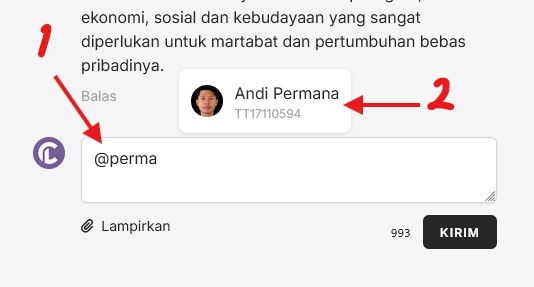 ekonomi, sosial dan kebudayaan yang sangat
diperlukan untuk martabat dan pertumbuhan bebas
pribadinya.
Balas
1
Andi Permana
TT17110594
2
@perma
Lampirkan
993
KIRIM